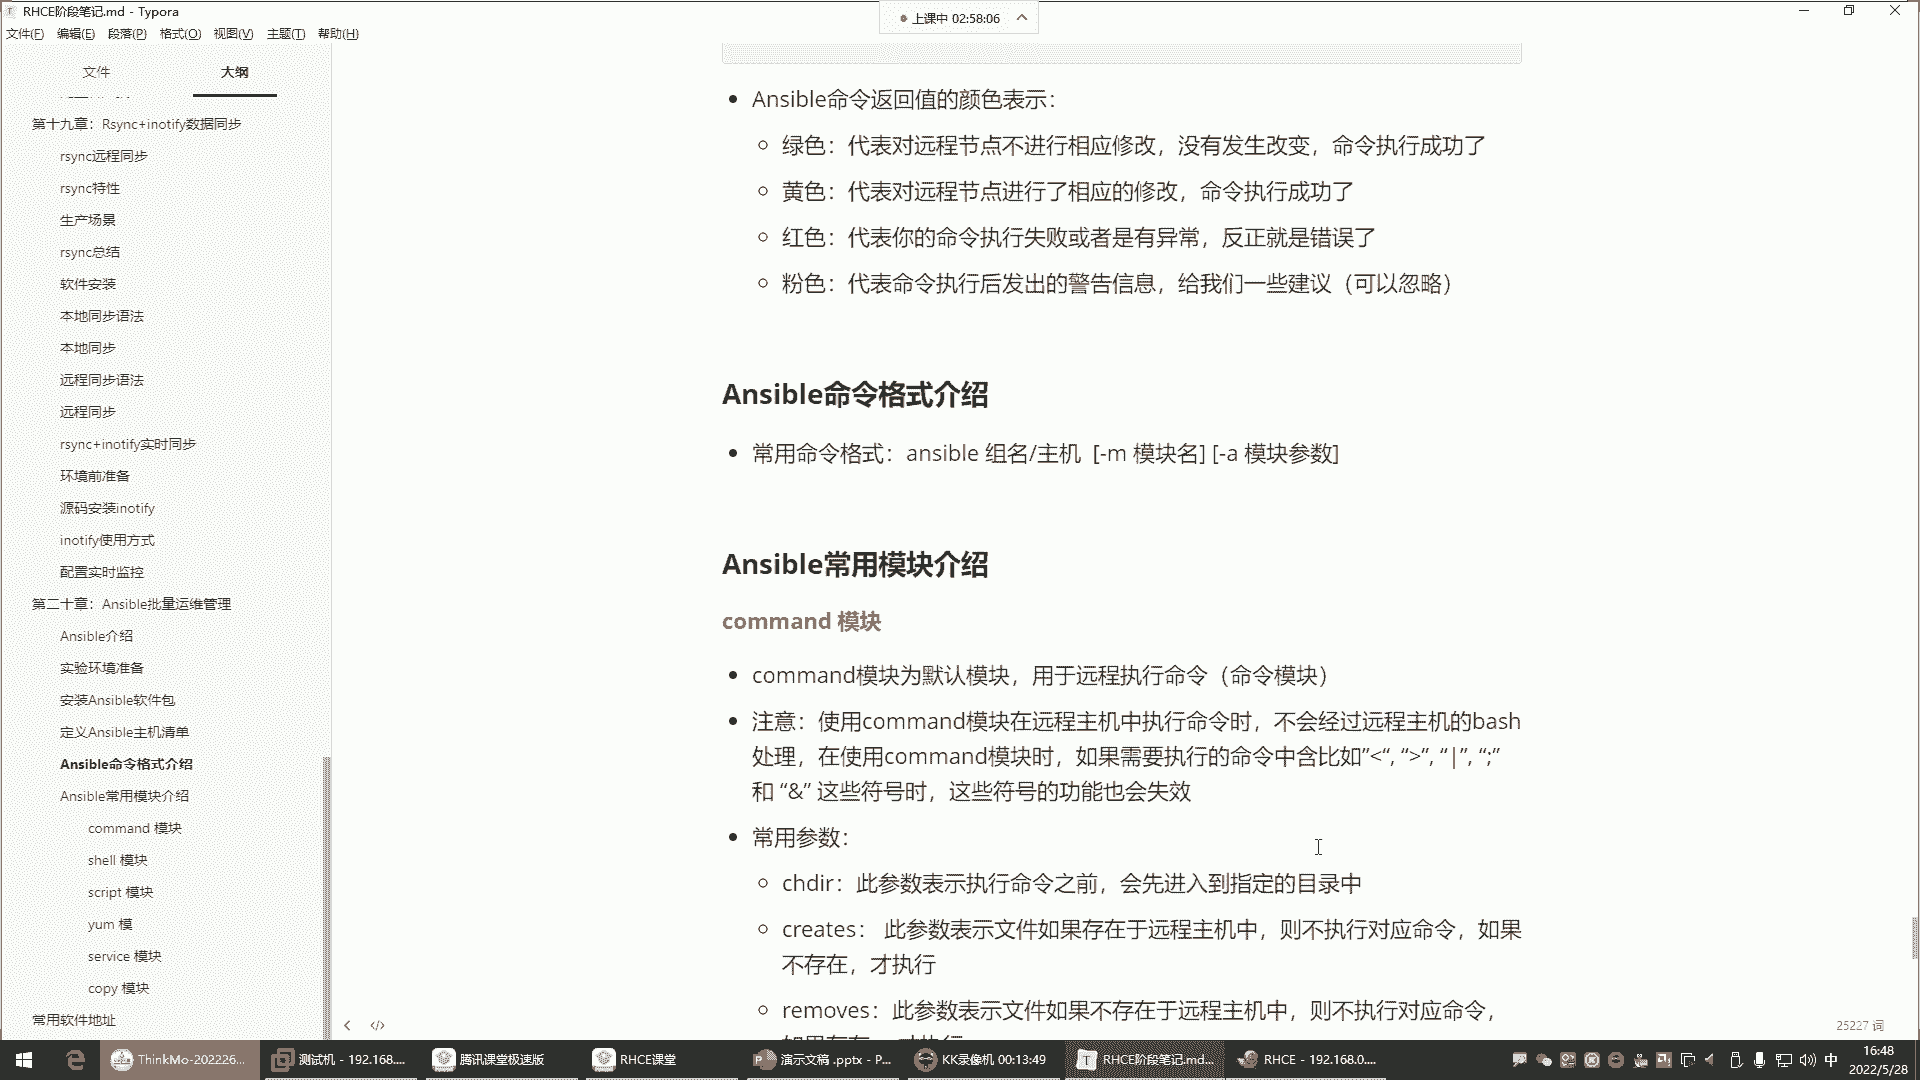 RHCE阶段笔记.md - Typora
上课中 02:58:06
文件(F) 编辑(E) 段落(P) 格式(O) 视图(V) 主题(T) 帮助(H)
文件 大纲
第十九章：Rsync+inotify数据同步
rsync远程同步
rsync特性
生产场景
rsync总结
软件安装
本地同步语法
本地同步
远程同步语法
远程同步
rsync+inotify实时同步
环境前准备
源码安装inotify
inotify使用方式
配置实时监控
第二十章：Ansible批量运维管理
Ansible介绍
实验环境准备
安装Ansible软件包
定义Ansible主机清单
Ansible命令格式介绍
Ansible常用模块介绍
command 模块
shell 模块
script 模块
yum 模
service 模块
copy 模块
常用软件地址
Ansible命令返回值的颜色表示：
绿色：代表对远程节点不进行相应修改，没有发生改变，命令执行成功了
黄色：代表对远程节点进行了相应的修改，命令执行成功了
红色：代表你的命令执行失败或者是有异常，反正就是错误了
粉色：代表命令执行后发出的警告信息，给我们一些建议（可以忽略）
Ansible命令格式介绍
常用命令格式：ansible 组名/主机 [-m 模块名] [-a 模块参数]
Ansible常用模块介绍
command 模块
command模块为默认模块，用于远程执行命令（命令模块）
注意：使用command模块在远程主机中执行命令时，不会经过远程主机的bash
处理，在使用command模块时，如果需要执行的命令中含比如”<“, “>”, “|”, “;”
和 “&” 这些符号时，这些符号的功能也会失效
常用参数：
chdir：此参数表示执行命令之前，会先进入到指定的目录中
creates： 此参数表示文件如果存在于远程主机中，则不执行对应命令，如果
不存在，才执行
removes：此参数表示文件如果不存在于远程主机中，则不执行对应命令，
25227 词
ThinkMo-202226... 测试机 - 192.168.... 腾讯课堂极速版 RHCE课堂 演示文稿 .pptx - P... KK录像机 00:13:49 RHCE阶段笔记.md... RHCE - 192.168.0.... 中 16:48
2022/5/28